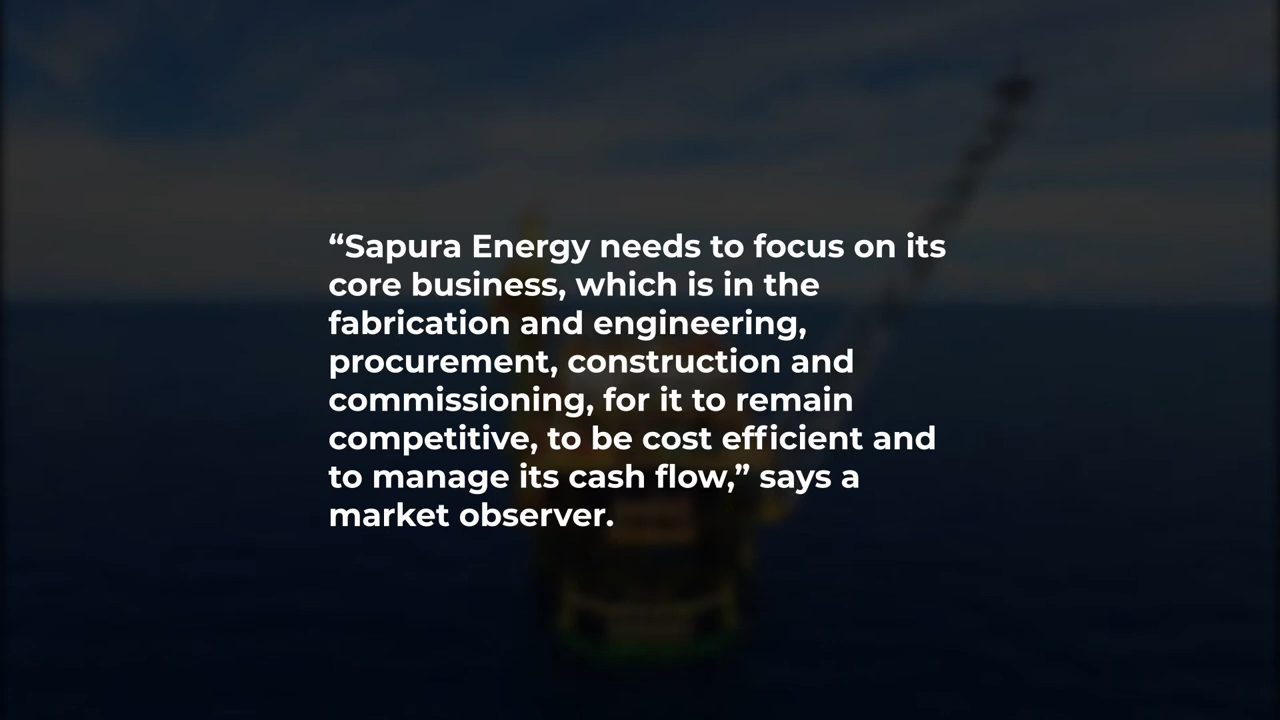 “Sapura Energy needs to focus on its
core business, which is in the
fabrication and engineering,
procurement, construction and
commissioning, for it to remain
competitive, to be cost efficient and
to manage its cash flow,” says a
market observer.